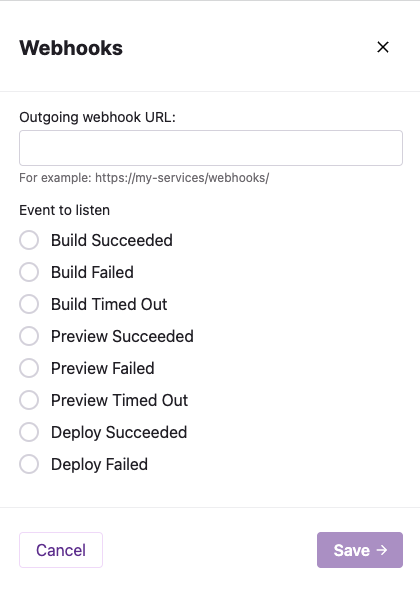 Webhooks
Outgoing webhook URL:
For example: https://my-services/webhooks/
Event to listen
Build Succeeded
Build Failed
Build Timed Out
Preview Succeeded
Preview Failed
Preview Timed Out
Deploy Succeeded
Deploy Failed
Cancel
Save →